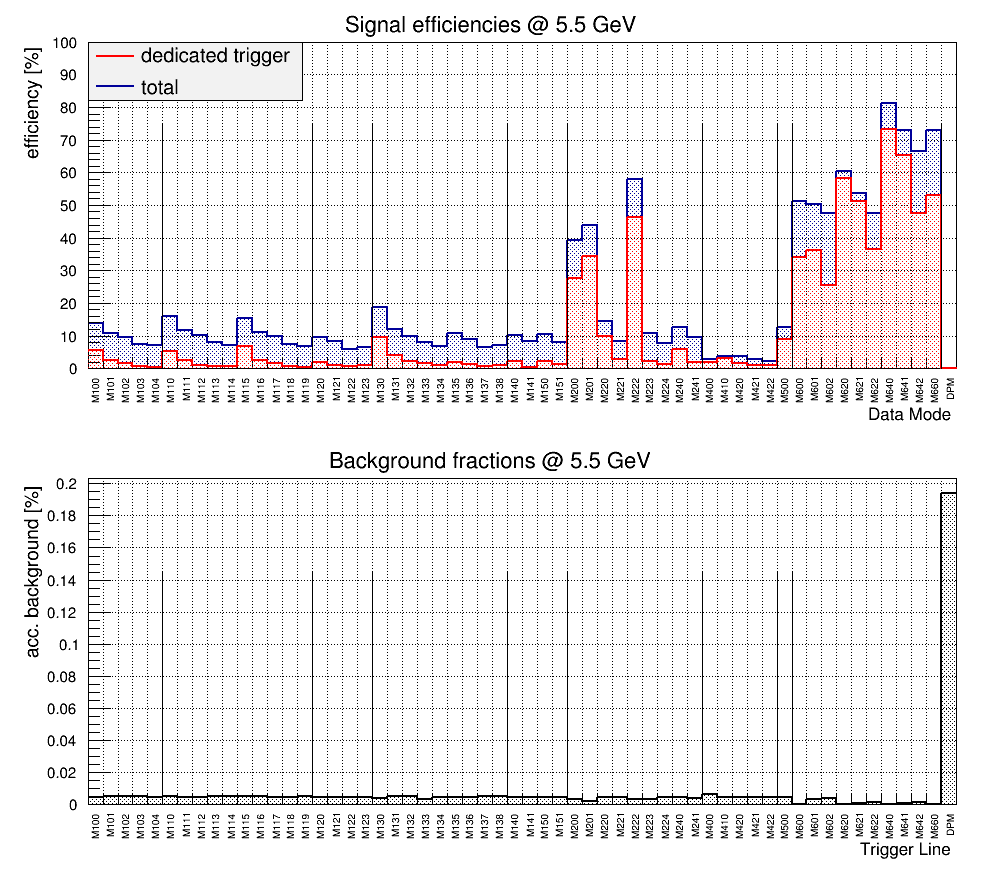 Signal efficiencies @ 5.5 GeV
efficiency [%]
dedicated trigger
total
100
90
80
70
60
50
40
30
20
10
0
M100 M101 M102 M103 M104 M110 M111 M112 M113 M114 M115 M116 M117 M118 M119 M120 M121 M122 M123 M130 M131 M132 M133 M134 M135 M136 M137 M138 M140 M141 M150 M151 M200 M201 M220 M221 M222 M223 M224 M240 M241 M400 M410 M420 M421 M422 M500 M600 M601 M602 M620 M621 M622 M640 M641 M642 M660 DPM
Data Mode
Background fractions @ 5.5 GeV
acc. background [%]
0.2
0.18
0.16
0.14
0.12
0.1
0.08
0.06
0.04
0.02
0
M100 M101 M102 M103 M104 M110 M111 M112 M113 M114 M115 M116 M117 M118 M119 M120 M121 M122 M123 M130 M131 M132 M133 M134 M135 M136 M137 M138 M140 M141 M150 M151 M200 M201 M220 M221 M222 M223 M224 M240 M241 M400 M410 M420 M421 M422 M500 M600 M601 M602 M620 M621 M622 M640 M641 M642 M660 DPM
Trigger Line